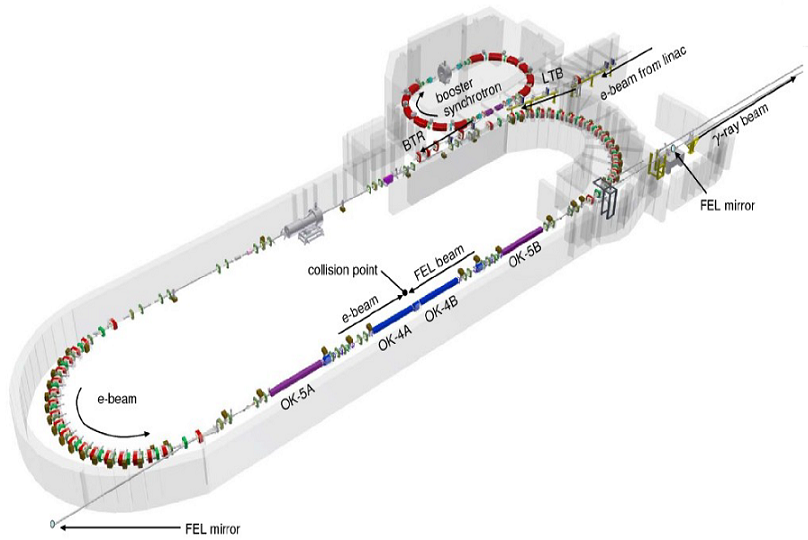 booster
synchrotron
LTB
e-beam from linac
BTR
γ-ray beam
FEL mirror
collision point
FEL beam
e-beam
OK-5B
OK-4B
OK-4A
OK-5A
e-beam
FEL mirror